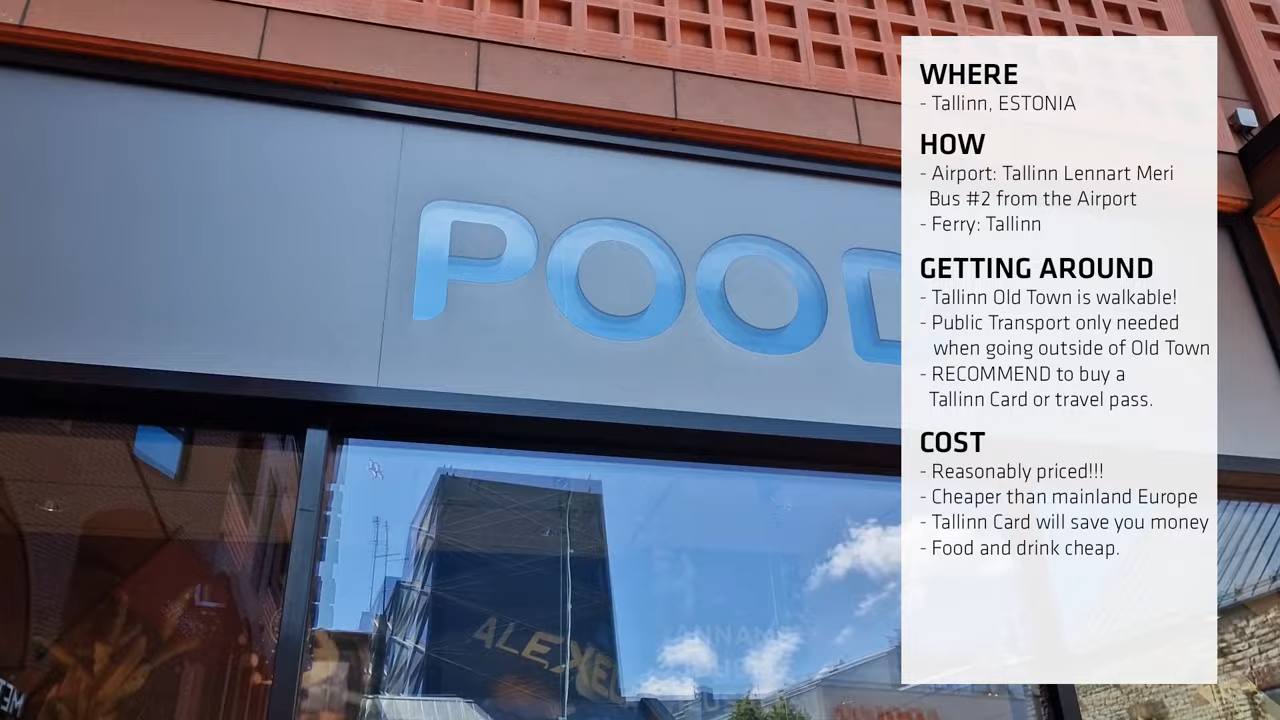 POOD
WHERE
- Tallinn, ESTONIA
HOW
- Airport: Tallinn Lennart Meri
Bus #2 from the Airport
- Ferry: Tallinn
GETTING AROUND
- Tallinn Old Town is walkable!
- Public Transport only needed
when going outside of Old Town
- RECOMMEND to buy a
Tallinn Card or travel pass.
COST
- Reasonably priced!!!
- Cheaper than mainland Europe
- Tallinn Card will save you money
- Food and drink cheap.